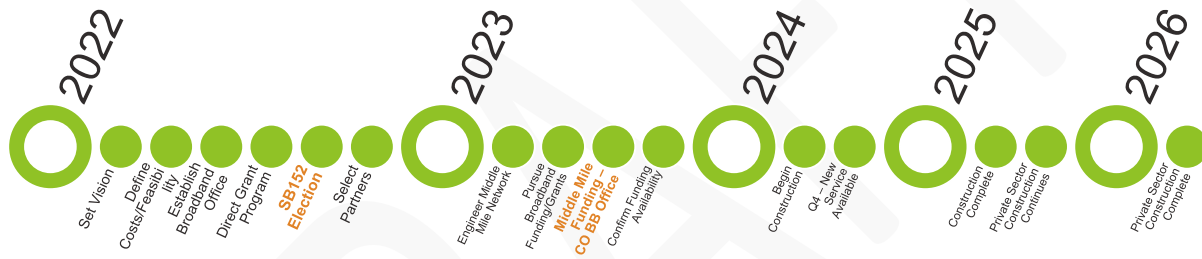 2022
Set Vision
Define
Costs/Feasibi
lity
Establish
Broadband
Office
Direct Grant
Program
SB152
Election
Select
Partners
2023
Engineer Middle
Mile Network
Pursue
Broadband
Funding/Grants
Middle Mile
Funding –
CO BB Office
Confirm Funding
Availability
2024
Begin
Construction
Q4 – New
Service
Available
2025
Construction
Complete
Private Sector
Construction
Continues
2026
Private Sector
Construction
Complete